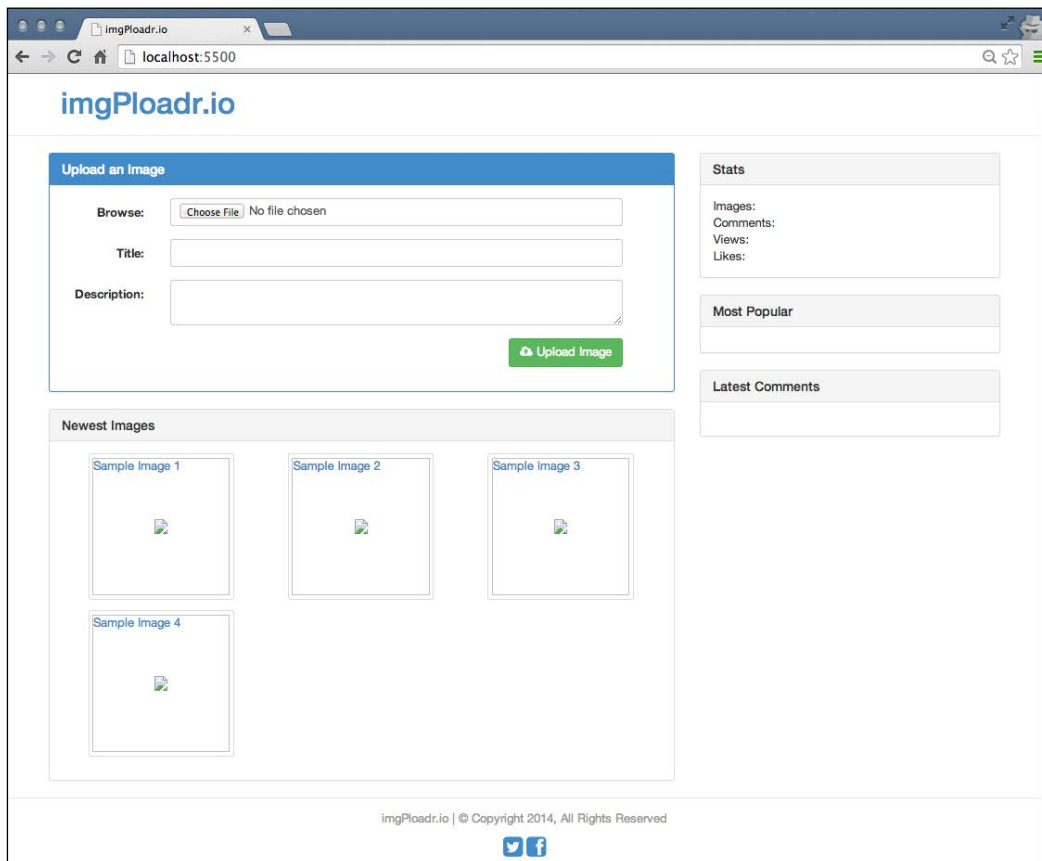 imgPloadr.io
localhost:5500
imgPloadr.io
Upload an Image
Browse:
Choose File No file chosen
Title:
Description:
Upload Image
Newest Images
Sample Image 1
Sample Image 2
Sample Image 3
Sample Image 4
Stats
Images:
Comments:
Views:
Likes:
Most Popular
Latest Comments
imgPloadr.io | © Copyright 2014, All Rights Reserved